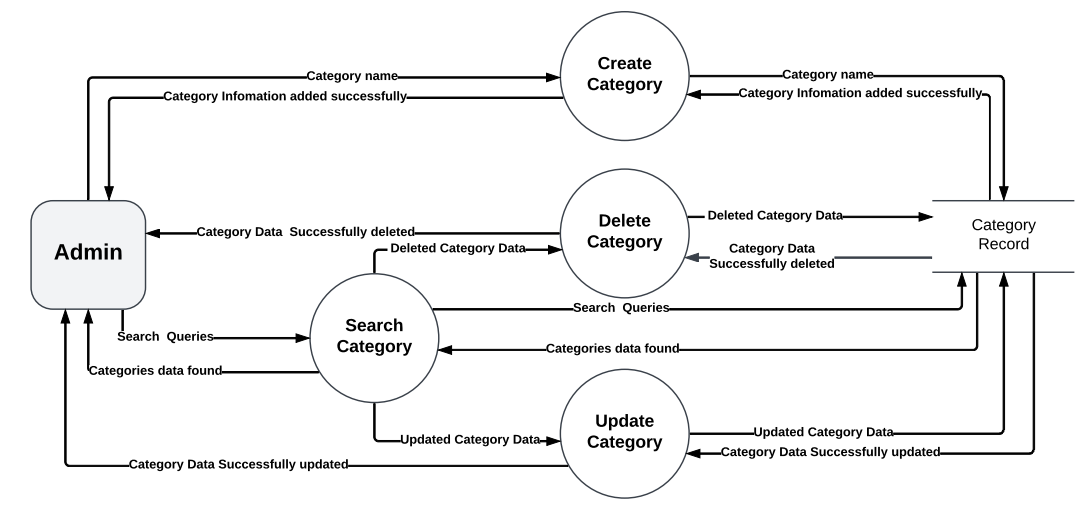 Create
Category
Category name
Category name
Category Infomation added successfully
Category Infomation added successfully
Delete
Category
Deleted Category Data
Category
Record
Category Data  Successfully deleted
Admin
Deleted Category Data
Category Data
Successfully deleted
Search  Queries
Search
Category
Search  Queries
Categories data found
Categories data found
Update
Category
Updated Category Data
Updated Category Data
Category Data Successfully updated
Category Data Successfully updated